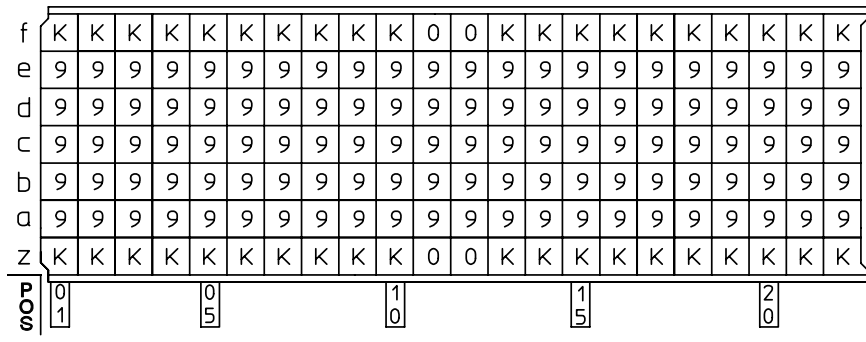 f K K K K K K K K K K 0 0 K K K K K K K K K K
e 9 9 9 9 9 9 9 9 9 9 9 9 9 9 9 9 9 9 9 9 9 9
d 9 9 9 9 9 9 9 9 9 9 9 9 9 9 9 9 9 9 9 9 9 9
c 9 9 9 9 9 9 9 9 9 9 9 9 9 9 9 9 9 9 9 9 9 9
b 9 9 9 9 9 9 9 9 9 9 9 9 9 9 9 9 9 9 9 9 9 9
a 9 9 9 9 9 9 9 9 9 9 9 9 9 9 9 9 9 9 9 9 9 9
z K K K K K K K K K K 0 0 K K K K K K K K K K
POS 01 05 10 15 20